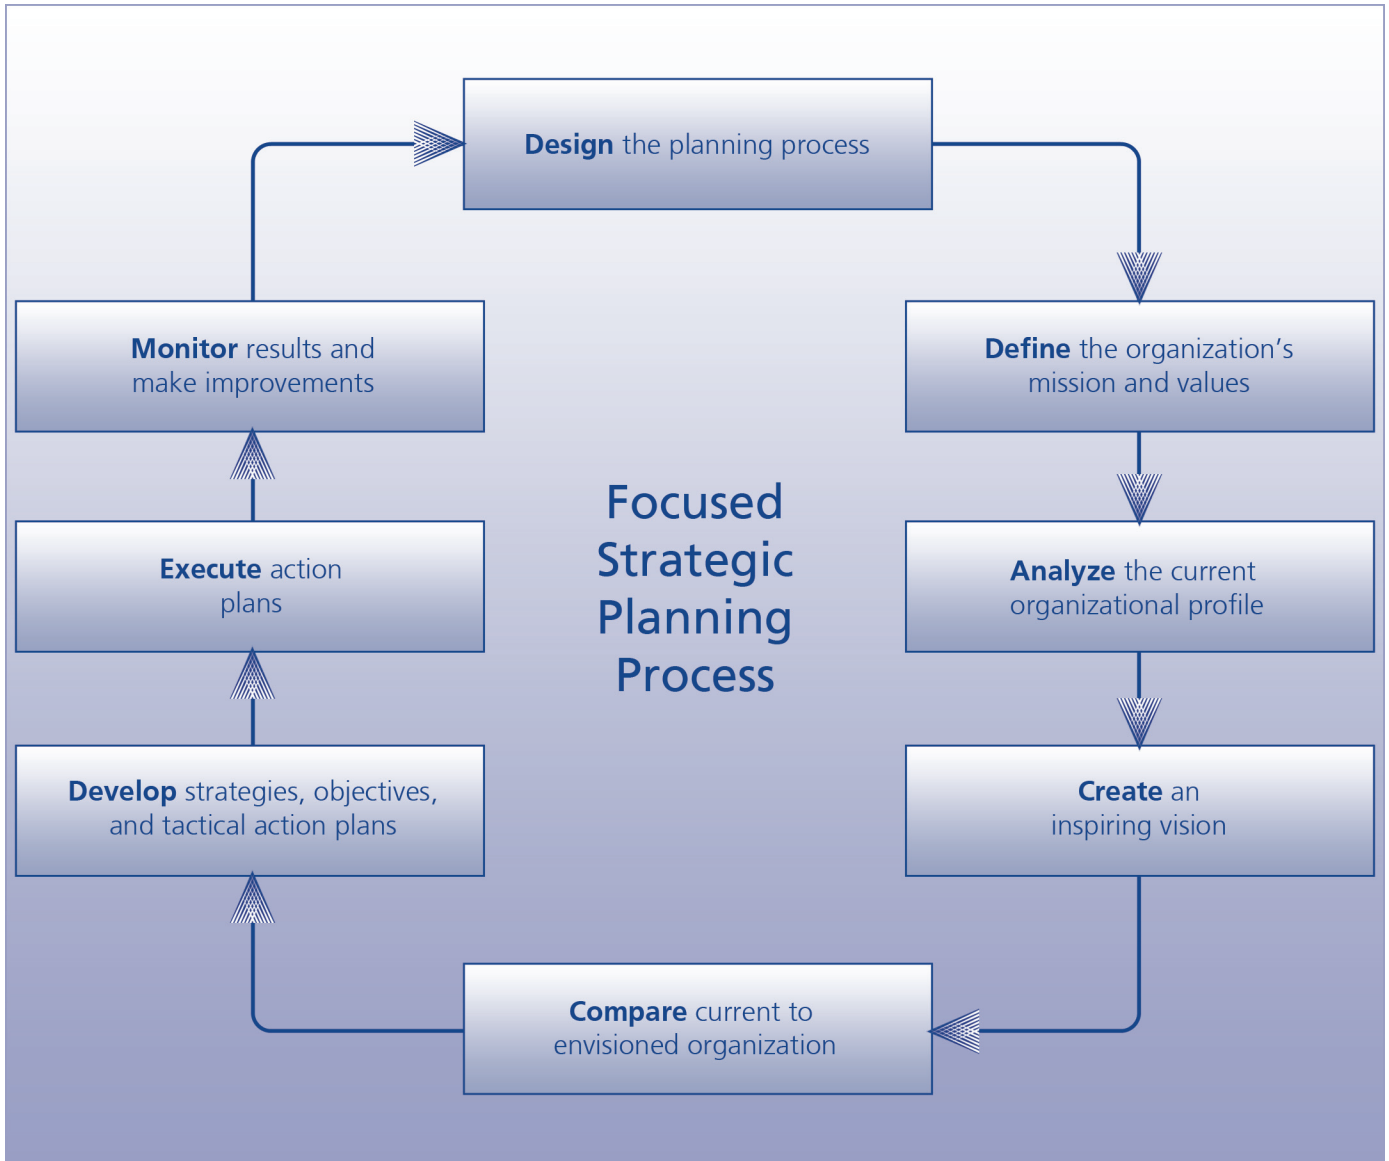 Design the planning process
Define the organization’s
mission and values
Analyze the current
organizational profile
Create an
inspiring vision
Compare current to
envisioned organization
Develop strategies, objectives,
and tactical action plans
Execute action
plans
Monitor results and
make improvements
Focused
Strategic
Planning
Process